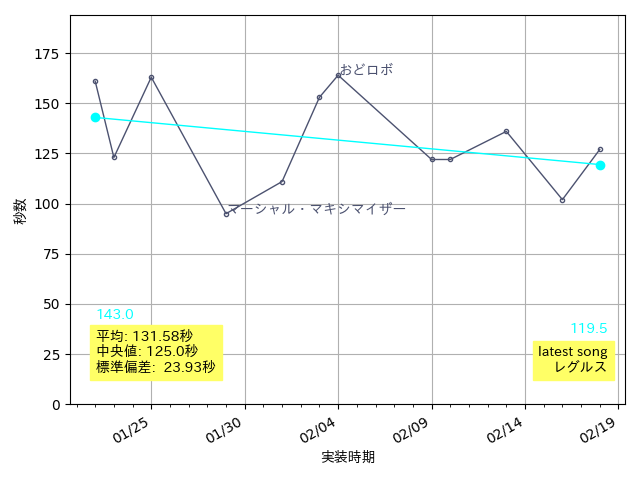 175
150
125
100
75
50
25
0
秒数
おどロボ
マーシャル・マキシマイザー
143.0
平均: 131.58秒
中央値: 125.0秒
標準偏差: 23.93秒
119.5
latest song
レグルス
01/25
01/30
02/04
02/09
02/14
02/19
実装時期